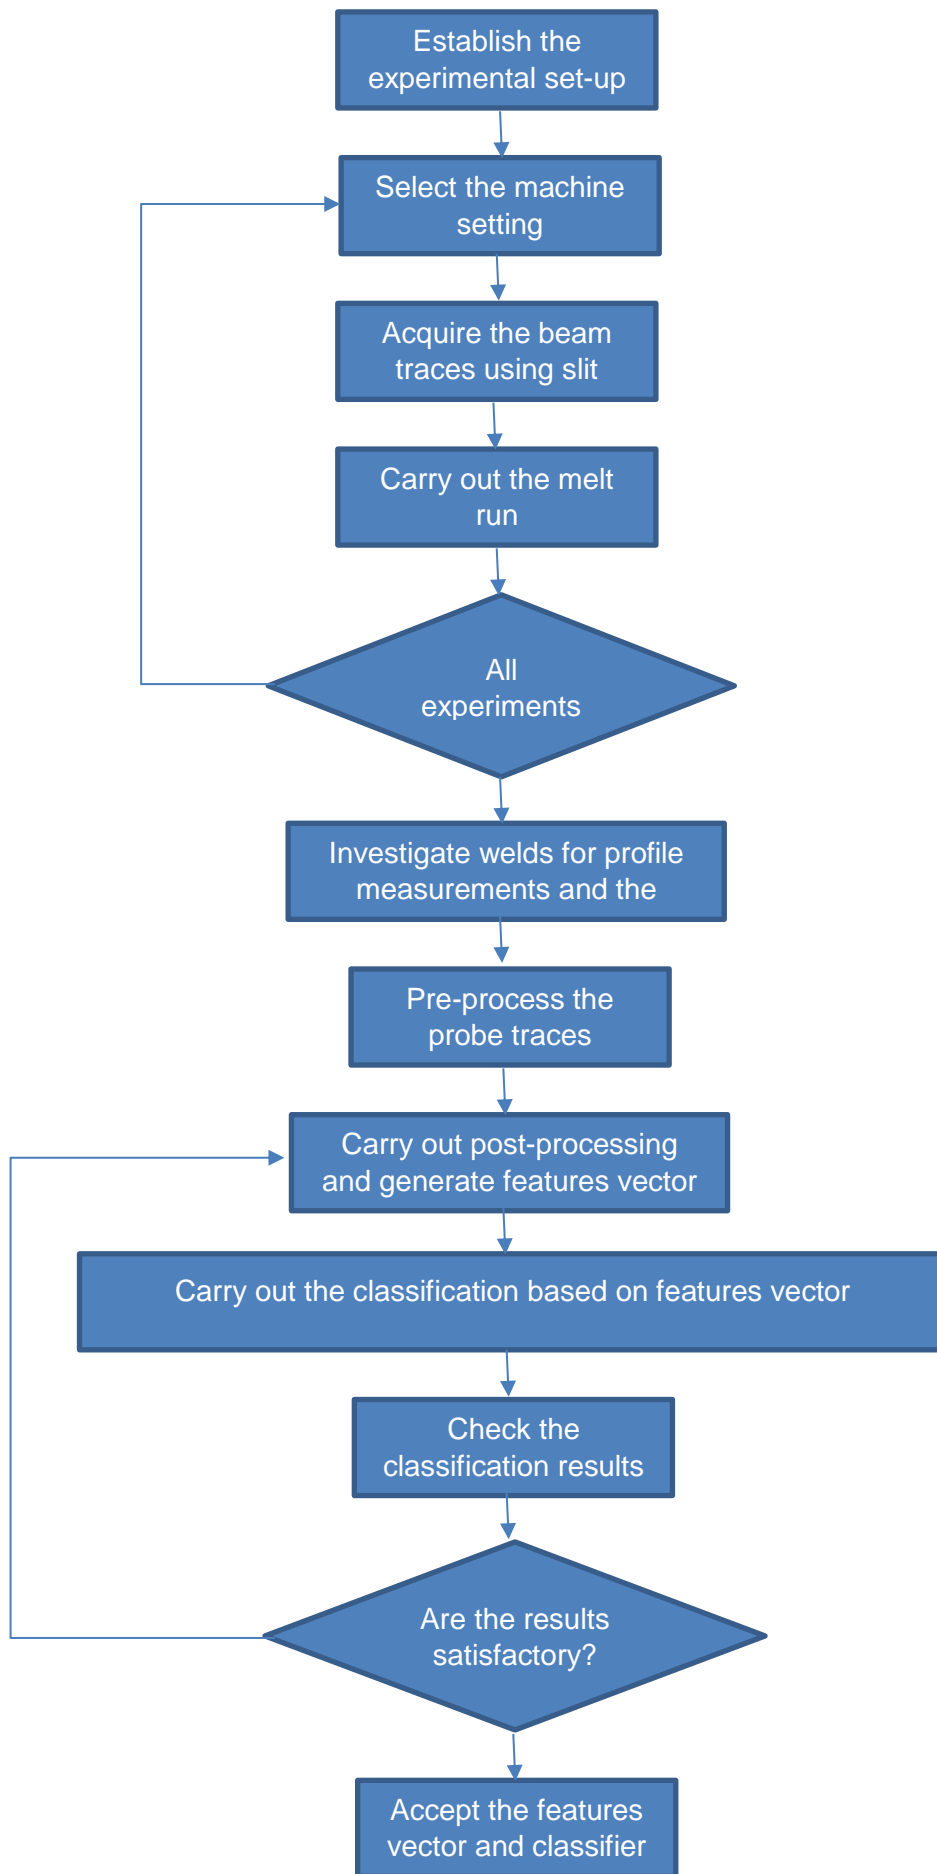 Establish the
experimental set-up
Select the machine
setting
Acquire the beam
traces using slit
Carry out the melt
run
All
experiments
Investigate welds for profile
measurements and the
Pre-process the
probe traces
Carry out post-processing
and generate features vector
Carry out the classification based on features vector
Check the
classification results
Are the results
satisfactory?
Accept the features
vector and classifier